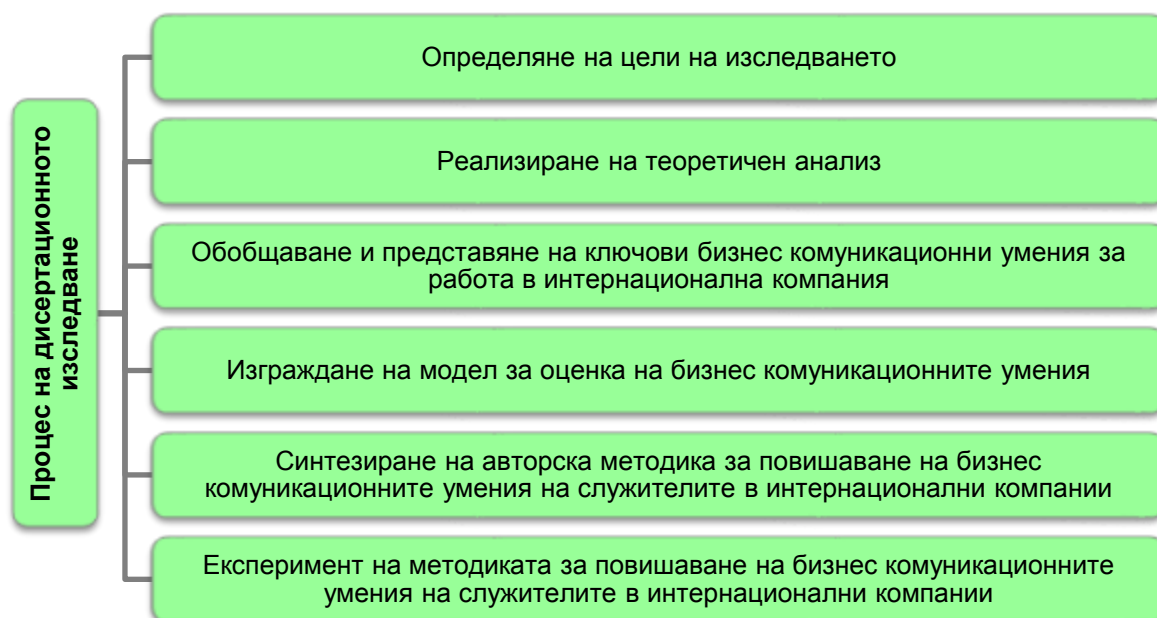 Процес на дисертационното
изследване
Определяне на цели на изследването
Реализиране на теоретичен анализ
Обобщаване и представяне на ключови бизнес комуникационни умения за
работа в интернационална компания
Изграждане на модел за оценка на бизнес комуникационните умения
Синтезиране на авторска методика за повишаване на бизнес
комуникационните умения на служителите в интернационални компании
Експеримент на методиката за повишаване на бизнес комуникационните
умения на служителите в интернационални компании